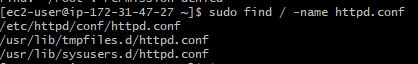 [ec2-user@ip-172-31-47-27 ~]$ sudo find / -name httpd.conf
/etc/httpd/conf/httpd.conf
/usr/lib/tmpfiles.d/httpd.conf
/usr/lib/sysusers.d/httpd.conf